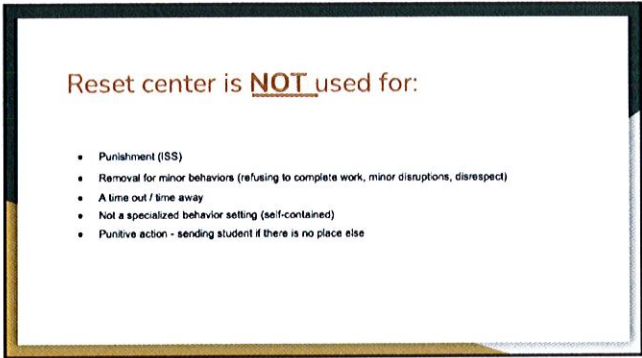 Reset center is NOT used for:
• Punishment (ISS)
• Removal for minor behaviors (refusing to complete work, minor disruptions, disrespect)
• A time out / time away
• Not a specialized behavior setting (self-contained)
• Punitive action - sending student if there is no place else